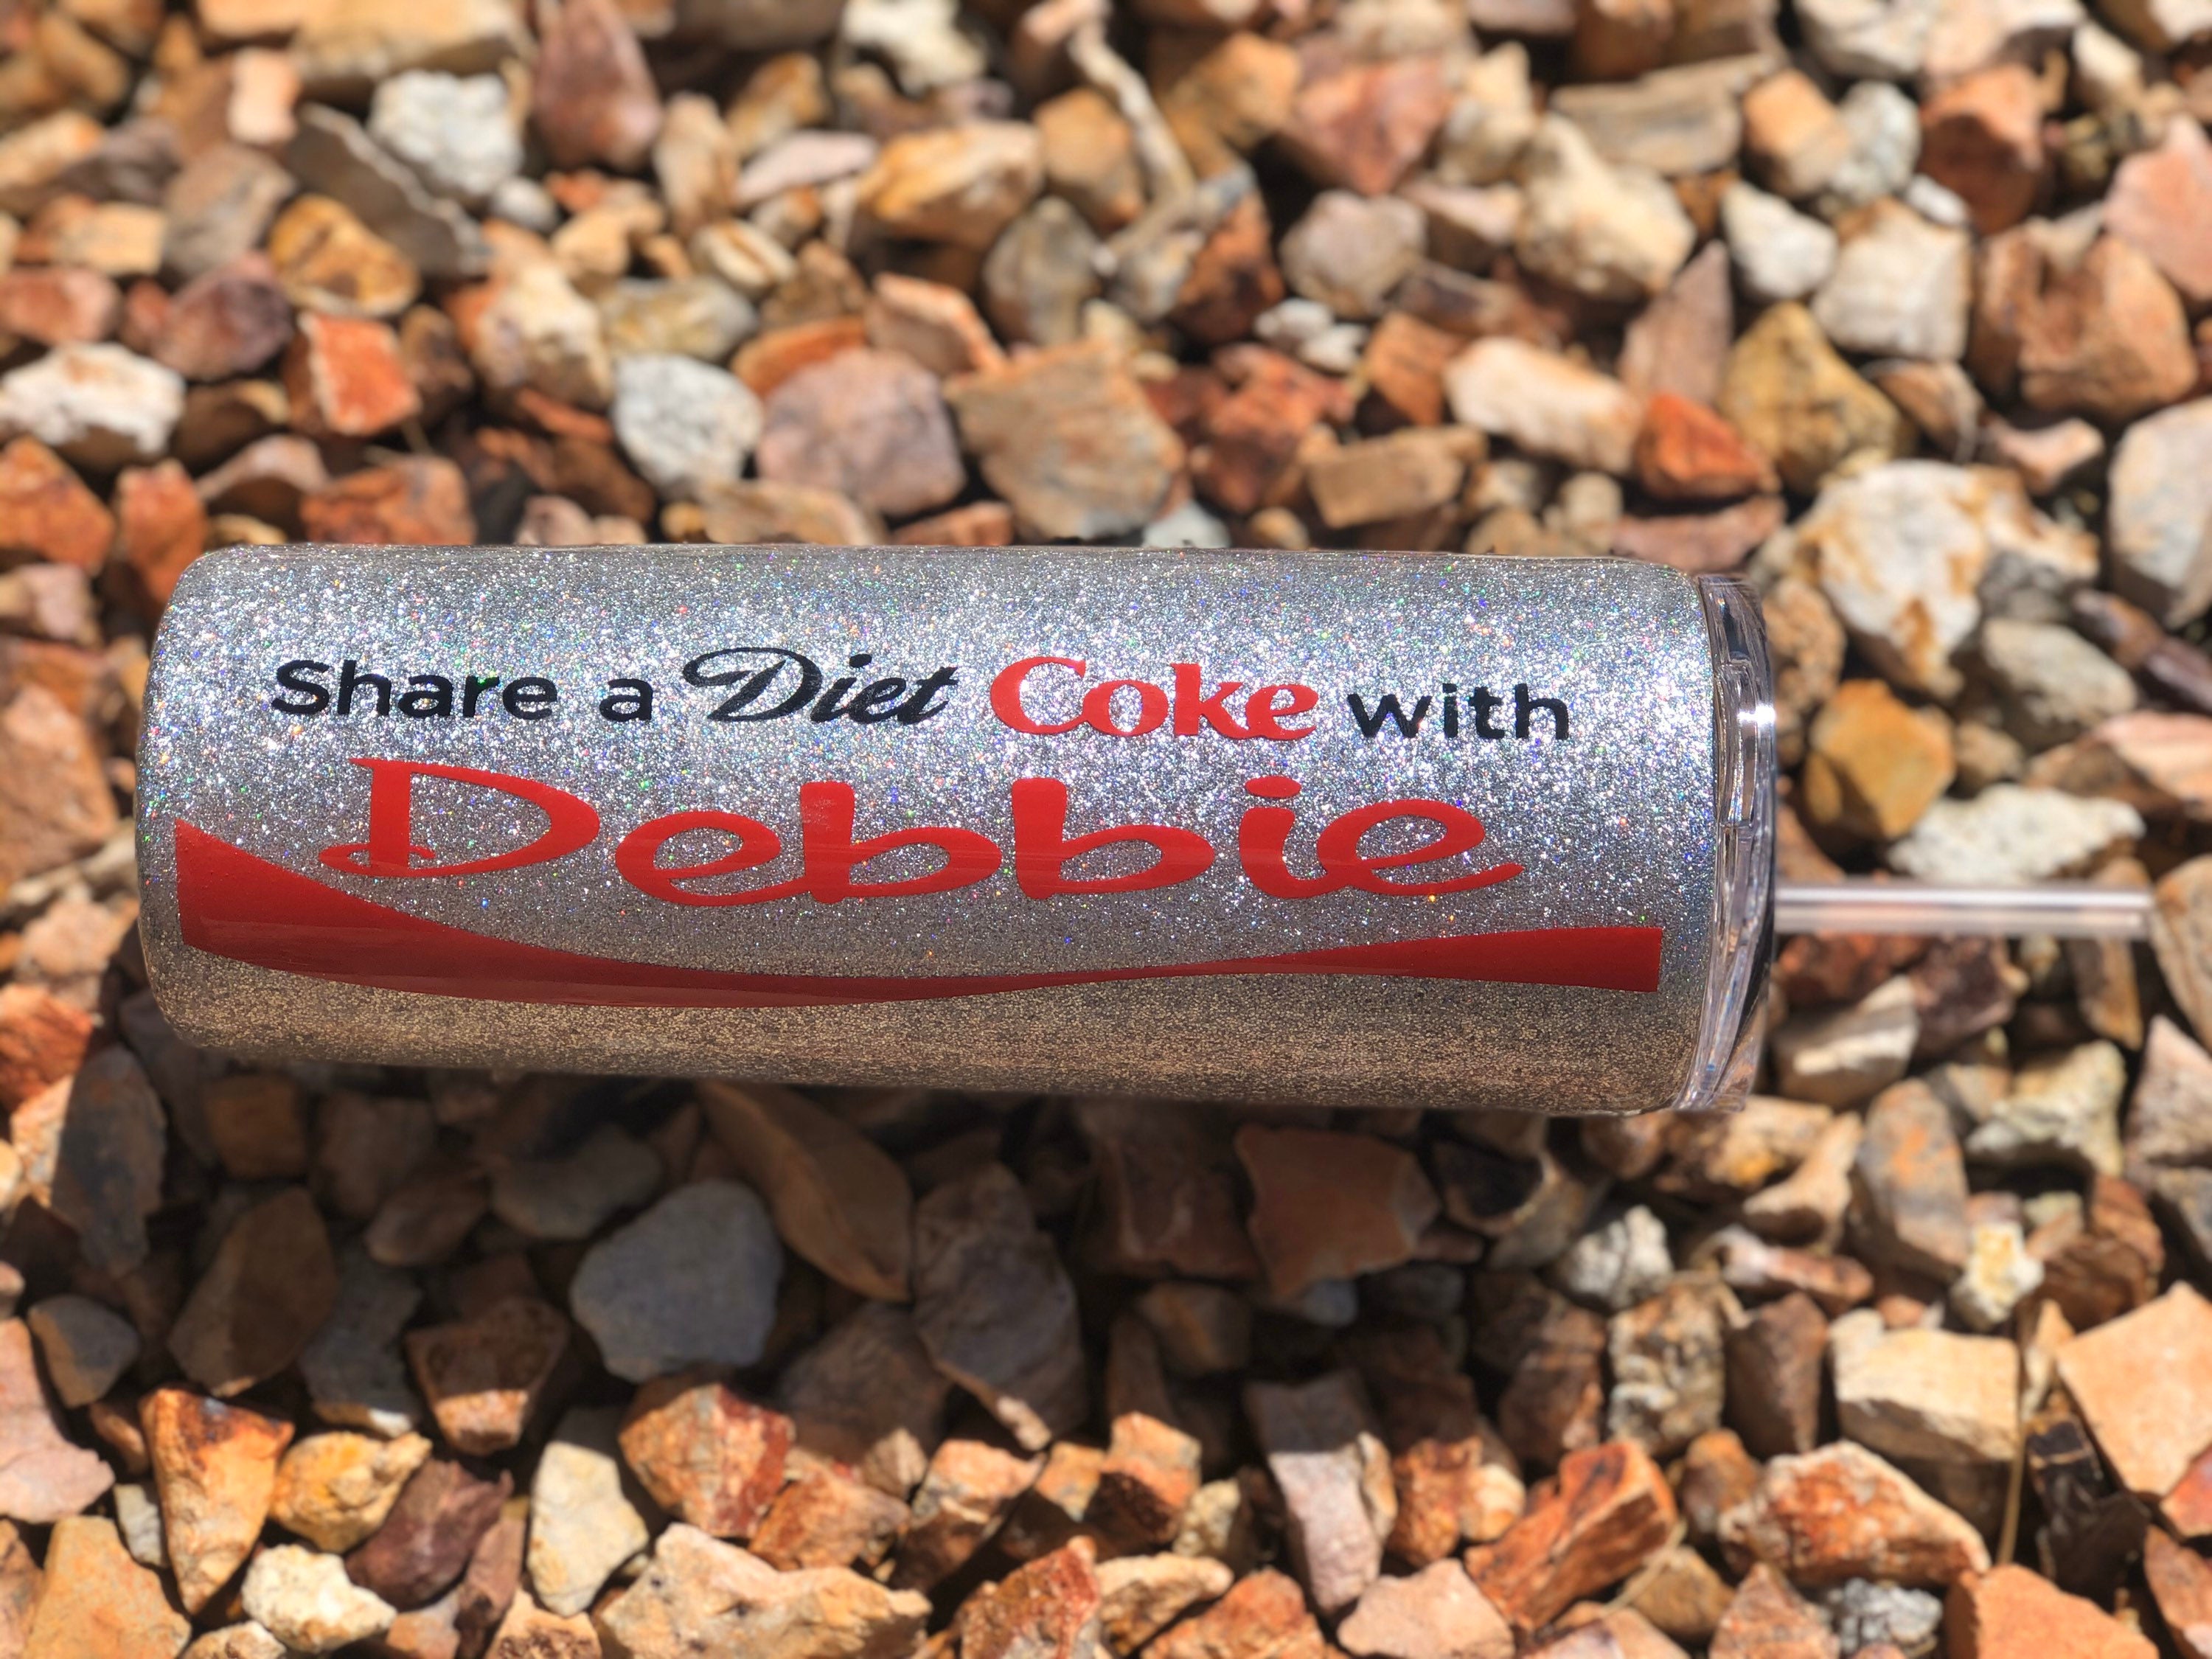 Share a Diet Coke with
Debbie